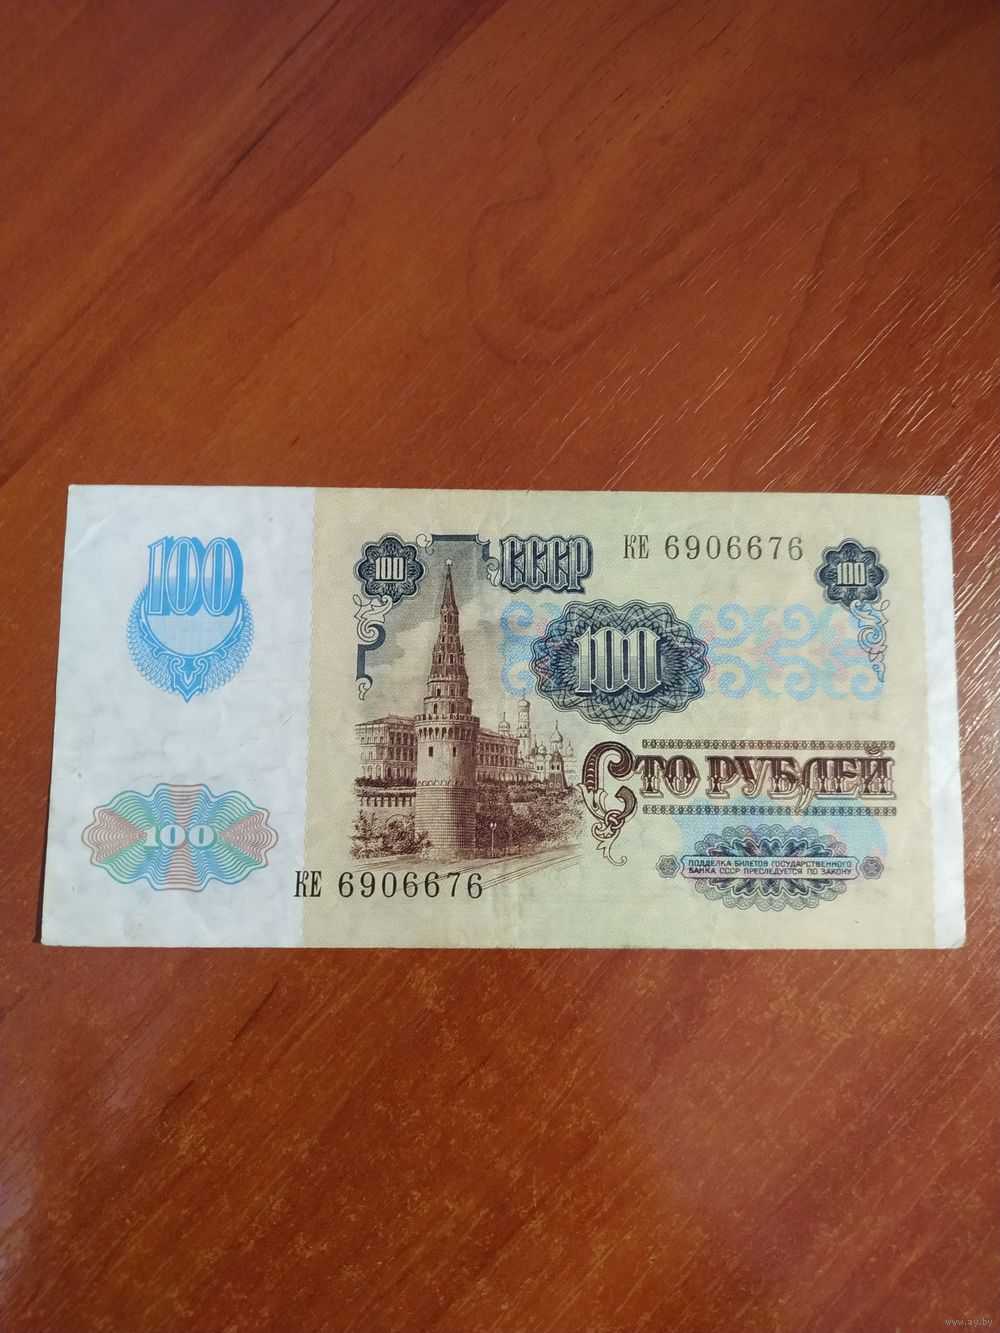 100
100
СССР
КЕ 6906676
100
100
Сто рублей
ПОДДЕЛКА БИЛЕТОВ ГОСУДАРСТВЕННОГО
БАНКА СССР ПРЕСЛЕДУЕТСЯ ПО ЗАКОНУ
100
КЕ 6906676
www.ay.by